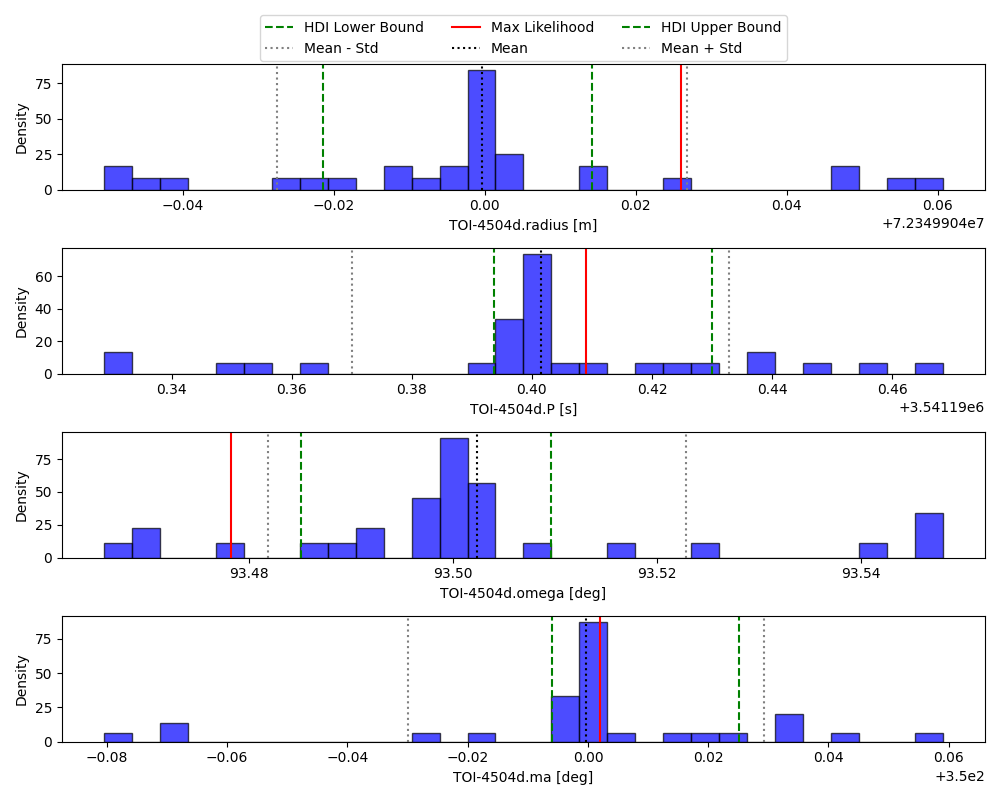 HDI Lower Bound Max Likelihood HDI Upper Bound
Mean - Std Mean Mean + Std
75
50
25
0
Density
−0.04 −0.02 0.00 0.02 0.04 0.06
TOI-4504d.radius [m]
+7.2349904e7
60
40
20
0
Density
0.34 0.36 0.38 0.40 0.42 0.44 0.46
TOI-4504d.P [s]
+3.54119e6
75
50
25
0
Density
93.48 93.50 93.52 93.54
TOI-4504d.omega [deg]
75
50
25
0
Density
−0.08 −0.06 −0.04 −0.02 0.00 0.02 0.04 0.06
TOI-4504d.ma [deg]
+3.5e2